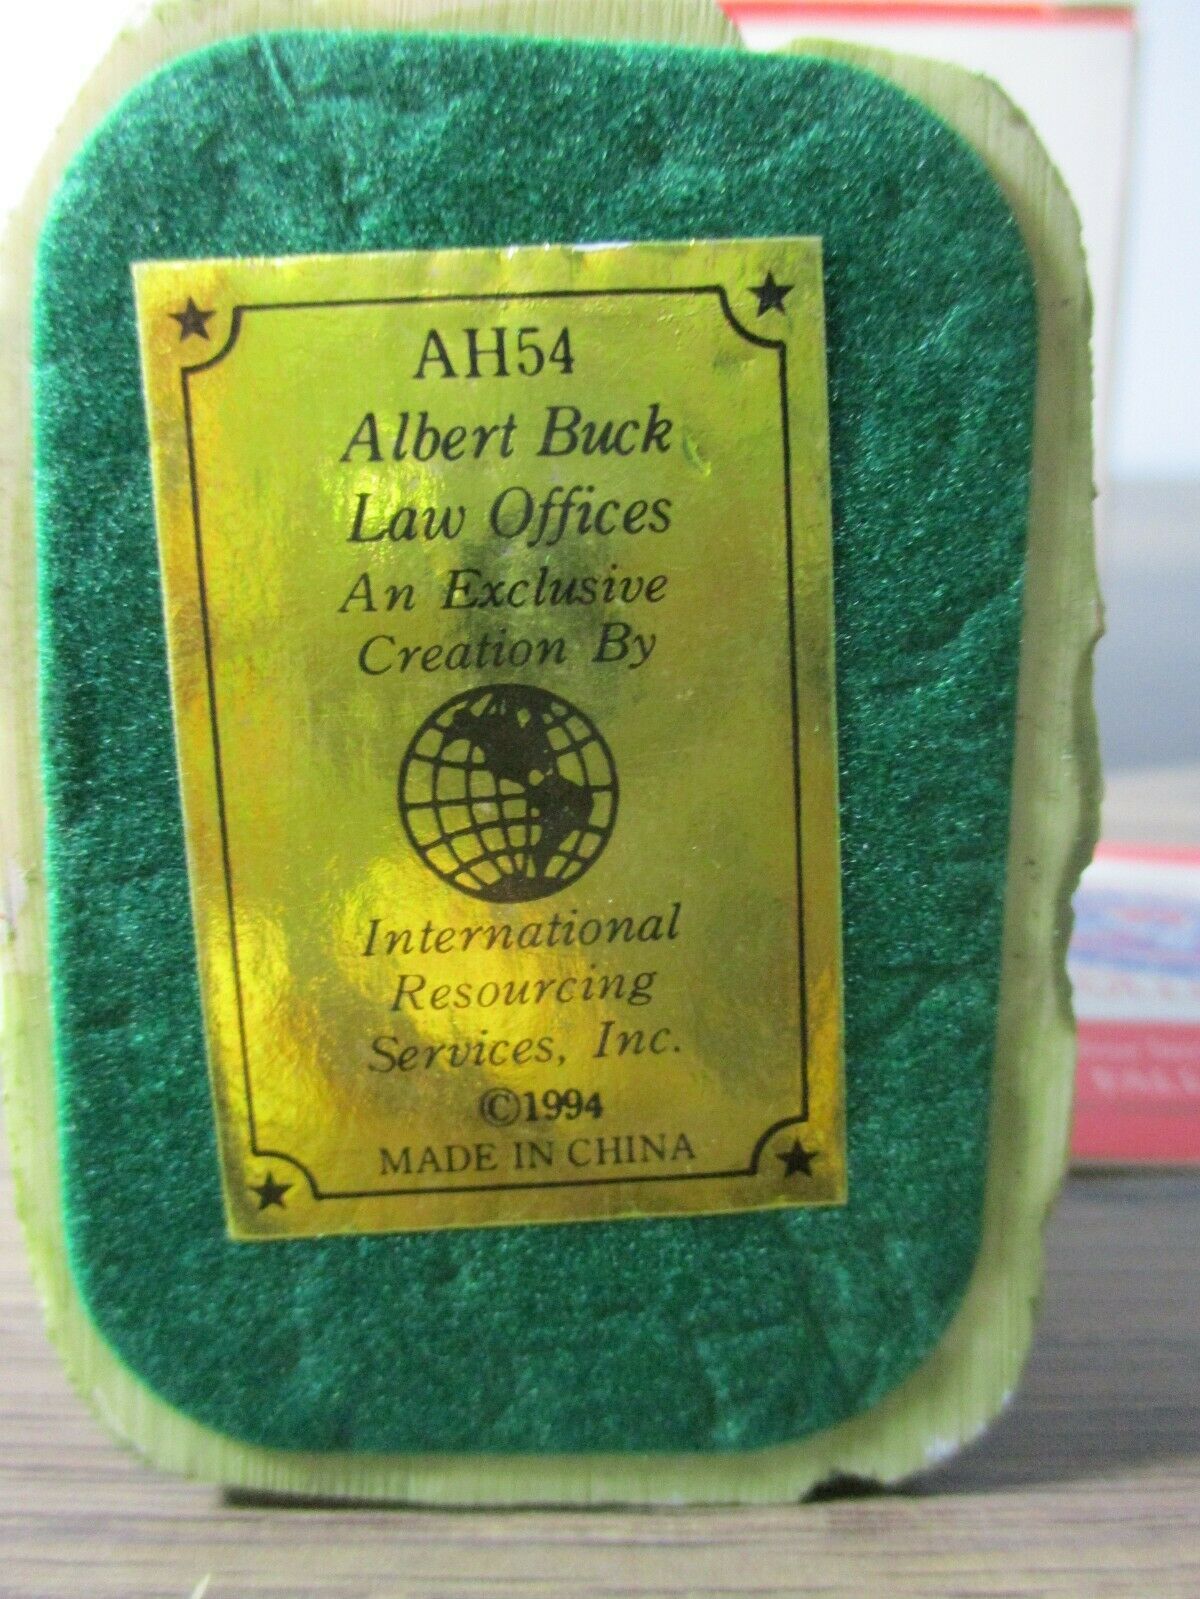 AH54
Albert Buck
Law Offices
An Exclusive
Creation By
International
Resourcing
Services, Inc.
©1994
MADE IN CHINA